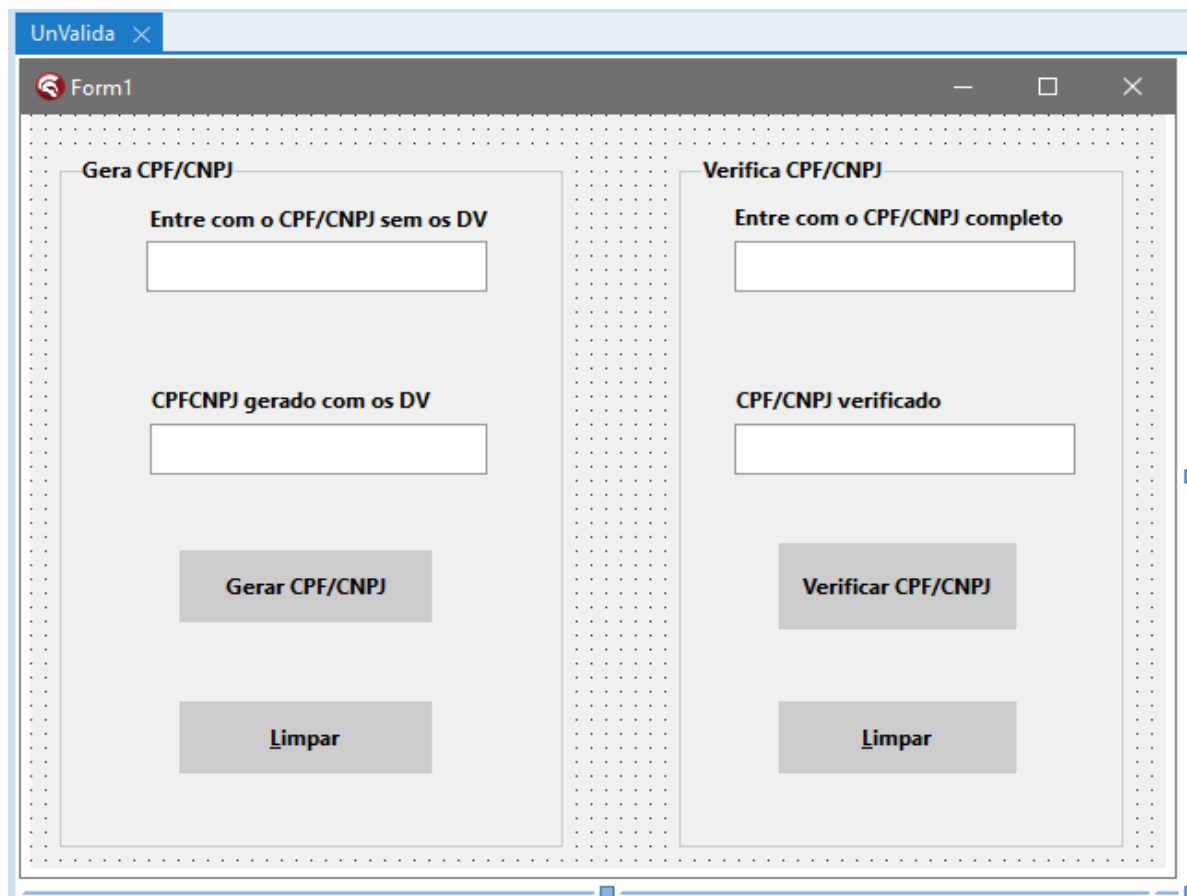 UnValida
Form1
Gera CPF/CNPJ
Entre com o CPF/CNPJ sem os DV
CPFCNPJ gerado com os DV
Gerar CPF/CNPJ
Limpar
Verifica CPF/CNPJ
Entre com o CPF/CNPJ completo
CPF/CNPJ verificado
Verificar CPF/CNPJ
Limpar